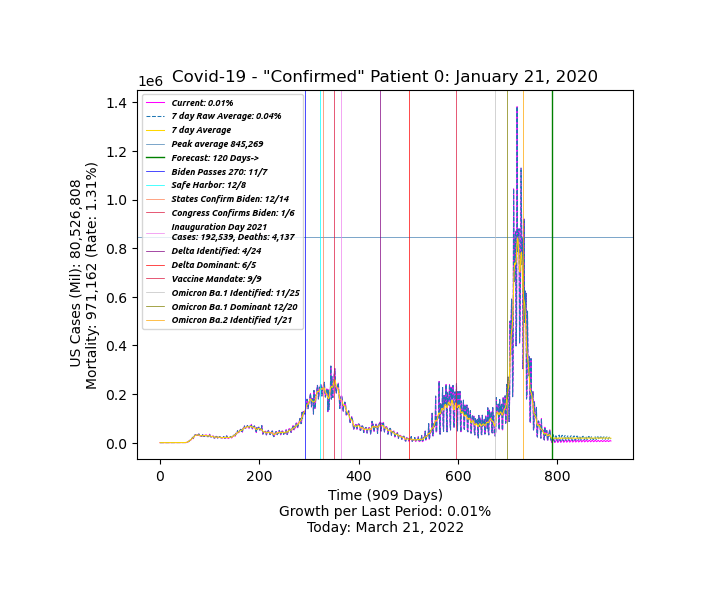 Covid-19 - "Confirmed" Patient 0: January 21, 2020
1e6
1.4
1.2
1.0
0.8
0.6
0.4
0.2
0.0
US Cases (Mil): 80,526,808
Mortality: 971,162 (Rate: 1.31%)
Current: 0.01%
7 day Raw Average: 0.04%
7 day Average
Peak average 845,269
Forecast: 120 Days->
Biden Passes 270: 11/7
Safe Harbor: 12/8
States Confirm Biden: 12/14
Congress Confirms Biden: 1/6
Inauguration Day 2021
Cases: 192,539, Deaths: 4,137
Delta Identified: 4/24
Delta Dominant: 6/5
Vaccine Mandate: 9/9
Omicron Ba.1 Identified: 11/25
Omicron Ba.1 Dominant 12/20
Omicron Ba.2 Identified 1/21
0 200 400 600 800
Time (909 Days)
Growth per Last Period: 0.01%
Today: March 21, 2022